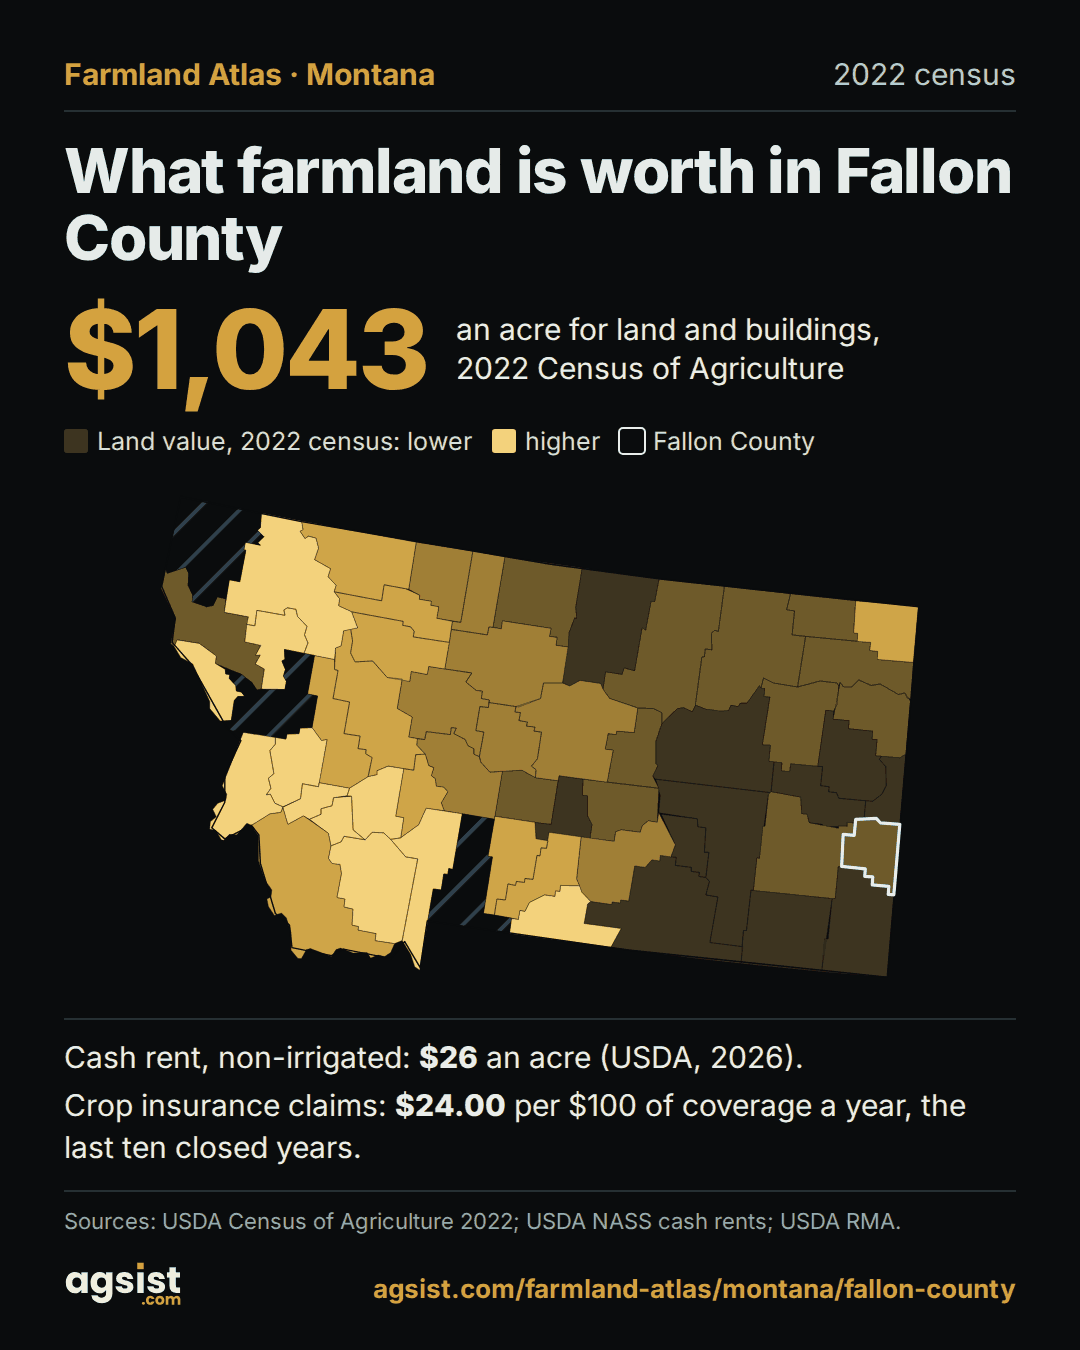 Farmland Atlas · Montana
2022 census
What farmland is worth in Fallon
County
$1,043
an acre for land and buildings,
2022 Census of Agriculture
Land value, 2022 census: lower
higher
Fallon County
Cash rent, non-irrigated: $26 an acre (USDA, 2026).
Crop insurance claims: $24.00 per $100 of coverage a year, the
last ten closed years.
Sources: USDA Census of Agriculture 2022; USDA NASS cash rents; USDA RMA.
agsist
.com
agsist.com/farmland-atlas/montana/fallon-county